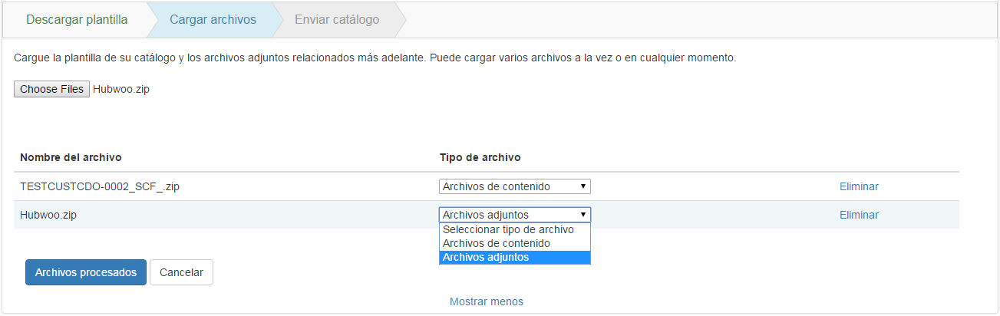 Descargar plantilla Cargar archivos Enviar catálogo
Cargue la plantilla de su catálogo y los archivos adjuntos relacionados más adelante. Puede cargar varios archivos a la vez o en cualquier momento.
Choose Files Hubwoo.zip
Nombre del archivo Tipo de archivo
TESTCUSTCDO-0002_SCF_.zip Archivos de contenido Eliminar
Hubwoo.zip Archivos adjuntos Eliminar
Seleccionar tipo de archivo
Archivos de contenido
Archivos adjuntos
Archivos procesados Cancelar
Mostrar menos